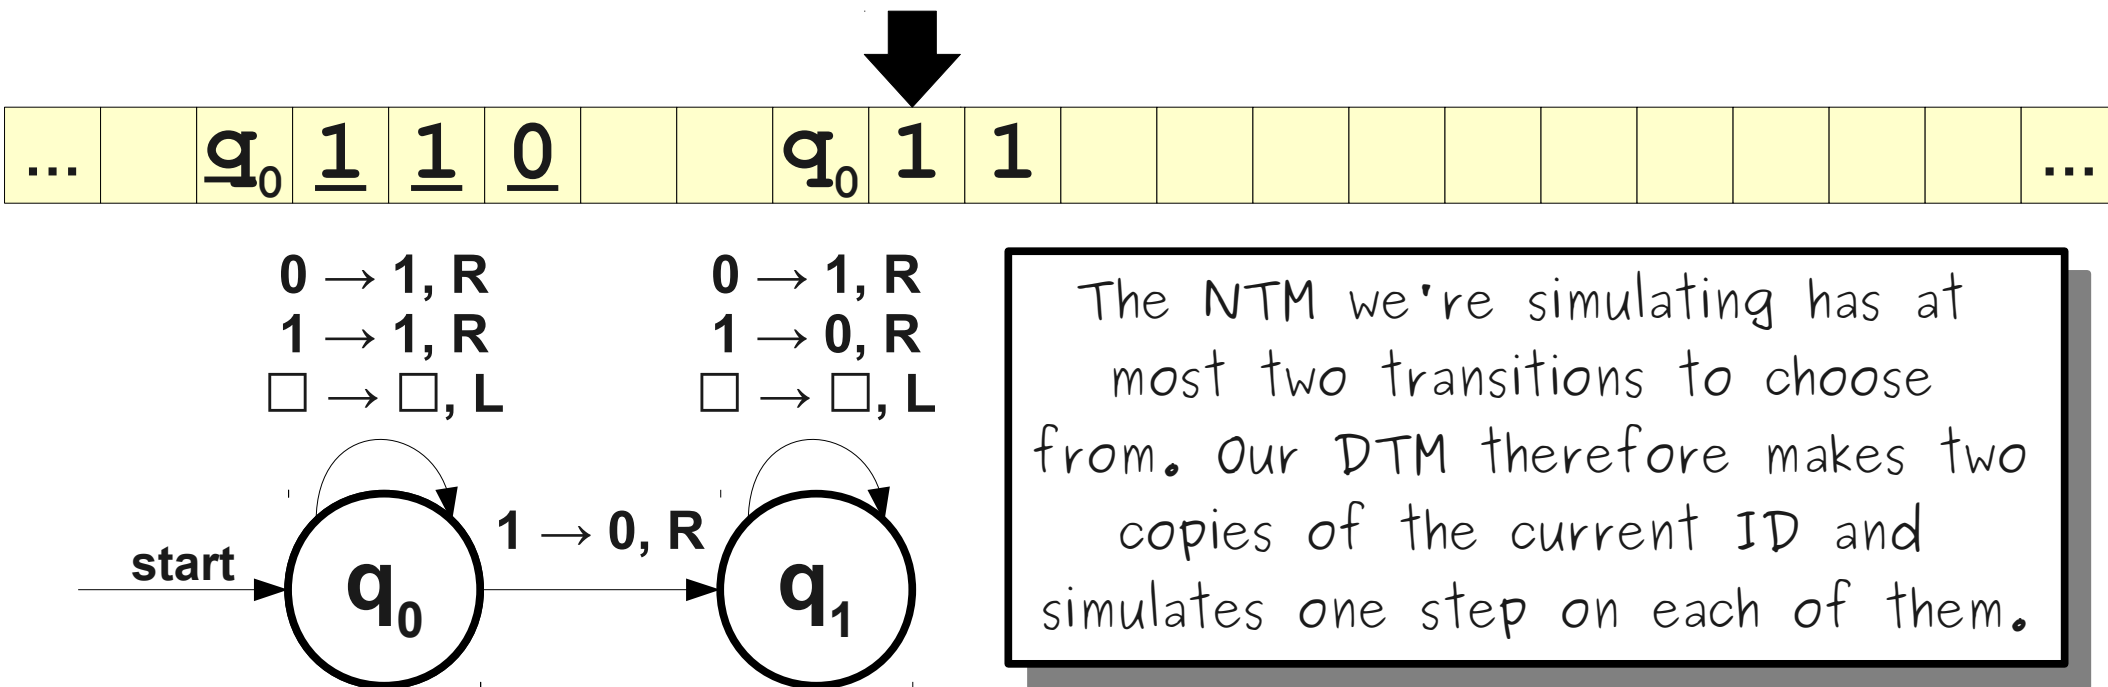 ... q₀ 1 1 0 q₀ 1 1 ...
0 → 1, R
1 → 1, R
□ → □, L
0 → 1, R
1 → 0, R
□ → □, L
start
q₀
1 → 0, R
q₁
The NTM we're simulating has at
most two transitions to choose
from. Our DTM therefore makes two
copies of the current ID and
simulates one step on each of them.